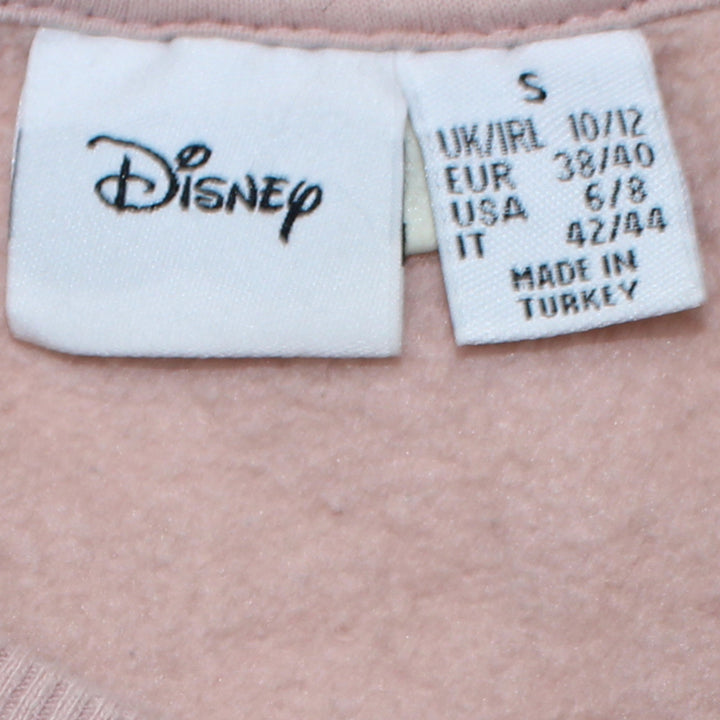 Disney
S
UK/IRL 10/12
EUR 38/40
USA 6/8
IT 42/44
MADE IN
TURKEY